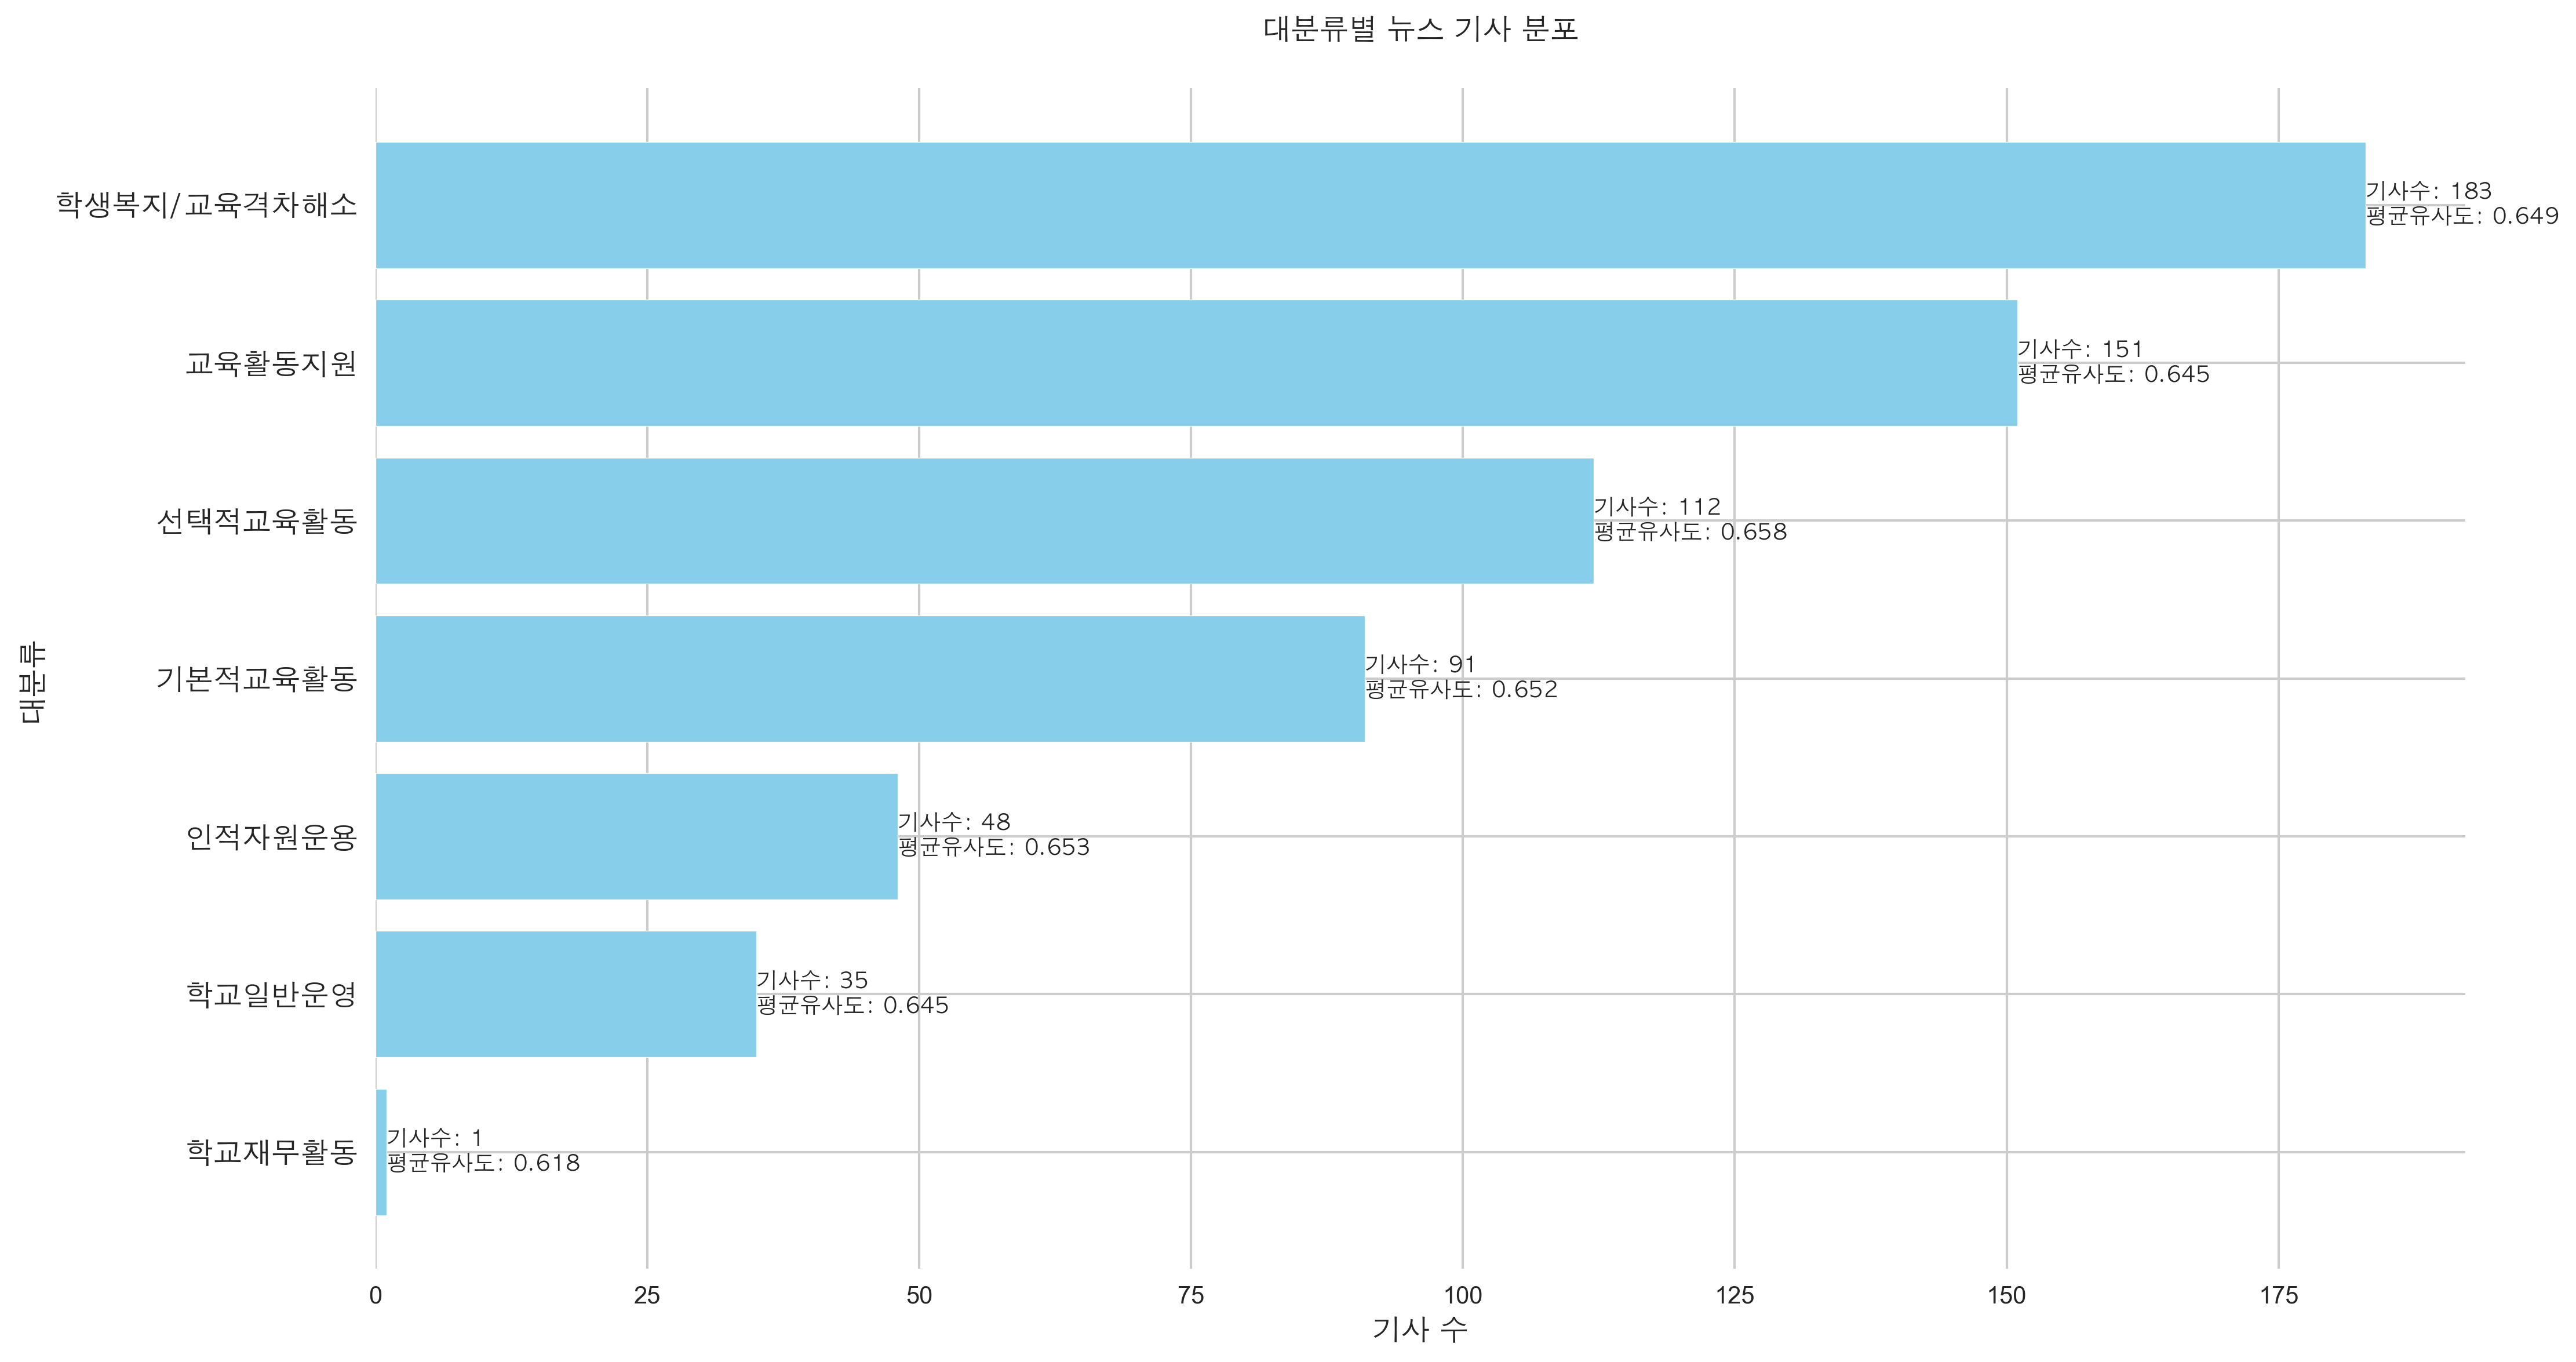 대분류별 뉴스 기사 분포
학생복지/교육격차해소
기사수: 183
평균유사도: 0.649
교육활동지원
기사수: 151
평균유사도: 0.645
선택적교육활동
기사수: 112
평균유사도: 0.658
기본적교육활동
기사수: 91
평균유사도: 0.652
인적자원운용
기사수: 48
평균유사도: 0.653
학교일반운영
기사수: 35
평균유사도: 0.645
학교재무활동
기사수: 1
평균유사도: 0.618
대분류
0 25 50 75 100 125 150 175
기사 수